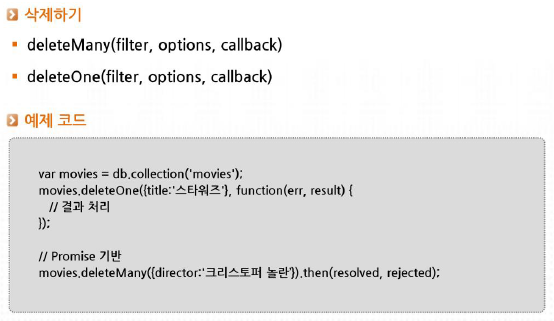 삭제하기
deleteMany(filter, options, callback)
deleteOne(filter, options, callback)
예제 코드
var movies = db.collection('movies');
movies.deleteOne({title:'스타워즈'}, function(err, result) {
// 결과 처리
});
// Promise 기반
movies.deleteMany({director:'크리스토퍼 놀란'}).then(resolved, rejected);